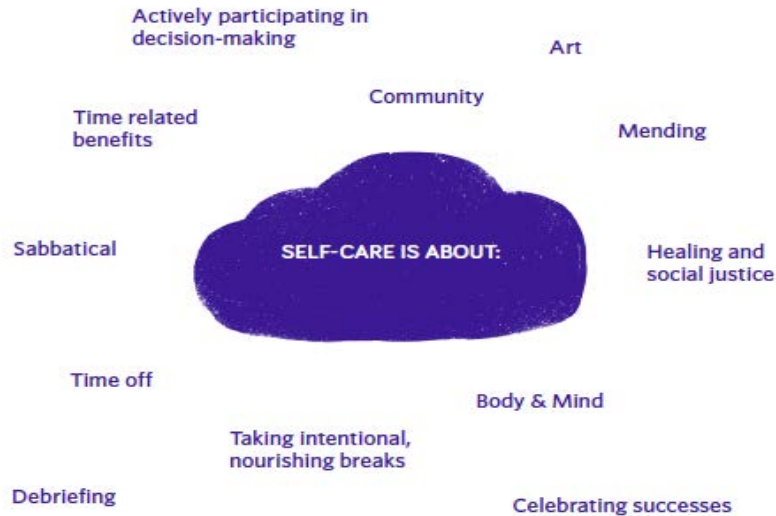 Actively participating in
decision-making
Art
Community
Time related
benefits
Mending
SELF-CARE IS ABOUT:
Sabbatical
Healing and
social justice
Time off
Body & Mind
Taking intentional,
nourishing breaks
Debriefing
Celebrating successes